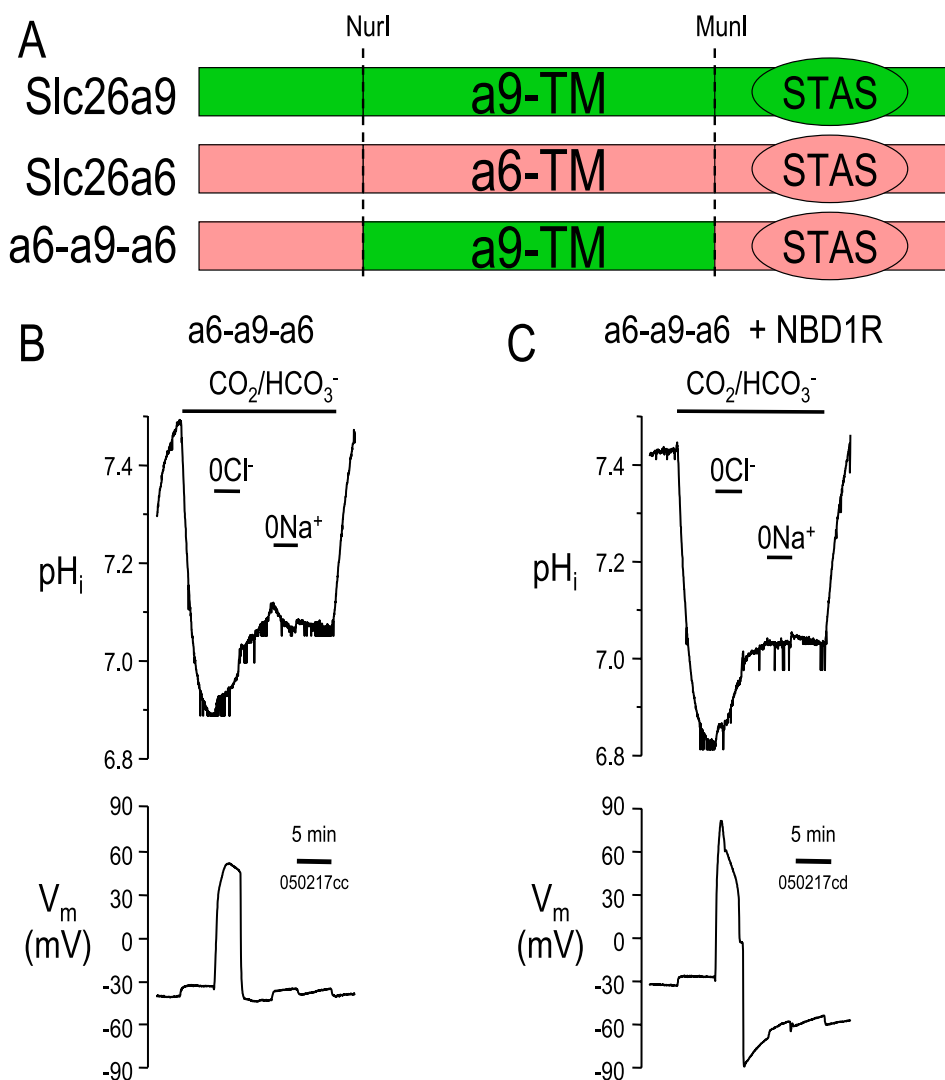 A
NurI
MunI
Slc26a9
a9-TM
STAS
Slc26a6
a6-TM
STAS
a6-a9-a6
a9-TM
STAS
B
a6-a9-a6
CO₂/HCO₃⁻
7.4
0Cl⁻
0Na⁺
7.2
pHᵢ
7.0
6.8
90
5 min
60
050217cc
30
Vₘ
(mV)
0
-30
-60
-90
C
a6-a9-a6 + NBD1R
CO₂/HCO₃⁻
7.4
0Cl⁻
0Na⁺
7.2
pHᵢ
7.0
6.8
90
5 min
60
050217cd
30
Vₘ
(mV)
0
-30
-60
-90